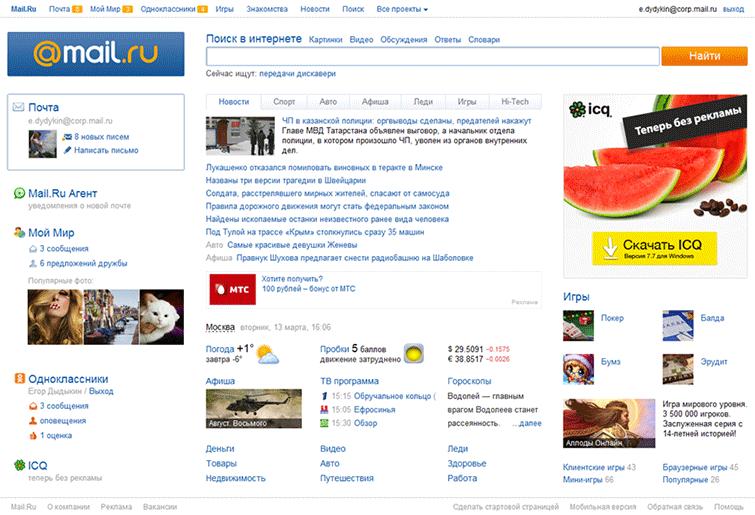 Mail.Ru Почта 8 Мой Мир 3 Одноклассники 4 Игры Знакомства Новости Поиск Все проекты
e.dydykin@corp.mail.ru выход
@mail.ru
Поиск в интернете Картинки Видео Обсуждения Ответы Словари
Найти
Сейчас ищут: передачи дискавери
Почта
e.dydykin@corp.mail.ru
8 новых писем
Написать письмо
Mail.Ru Агент
уведомления о новой почте
Мой Мир
3 сообщения
6 предложений дружбы
Популярные фото:
Одноклассники
Егор Дыдыкин / Выход
3 сообщения
оповещения
1 оценка
ICQ
теперь без рекламы
Новости Спорт Авто Афиша Леди Игры Hi-Tech
ЧП в казанской полиции: оргвыводы сделаны, предателей накажут
Главе МВД Татарстана объявлен выговор, а начальник отдела
полиции, в котором произошло ЧП, уволен из органов внутренних
дел.
Лукашенко отказался помиловать виновных в теракте в Минске
Названы три версии трагедии в Швейцарии
Солдата, расстрелявшего мирных жителей, спасают от самосуда
Правила дорожного движения могут стать федеральным законом
Найдены ископаемые останки неизвестного ранее вида человека
Под Тулой на трассе «Крым» столкнулись сразу 35 машин
Авто Самые красивые девушки Женевы
Афиша Правнук Шухова предлагает снести радиобашню на Шаболовке
МТС
Хотите получить?
100 рублей – бонус от МТС
Реклама
Москва вторник, 13 марта, 16:06
Погода +1°
завтра -6°
Пробки 5 баллов
движение затруднено
$ 29.5091 -0.1575
€ 38.8517 -0.0026
Афиша
Август. Восьмого
ТВ программа
15:15 Обручальное кольцо (
15:05 Ефросинья
15:30 Обзор
Гороскопы
Водолей — главным
врагом Водолеев станет
рассеянность. ...далее
Деньги Видео Леди
Товары Авто Здоровье
Недвижимость Путешествия Работа
icq
Теперь без рекламы
Скачать ICQ
Версия 7.7 для Windows
Игры
Покер Балда
Бумз Эрудит
Аллоды Онлайн
Игра мирового уровня.
3 500 000 игроков.
Заслуженная серия с
14-летней историей!
Клиентские игры 43 Браузерные игры 45
Мини-игры 66 Популярные 26
Mail.Ru О компании Реклама Вакансии
Сделать стартовой страницей Мобильная версия Обратная связь Помощь